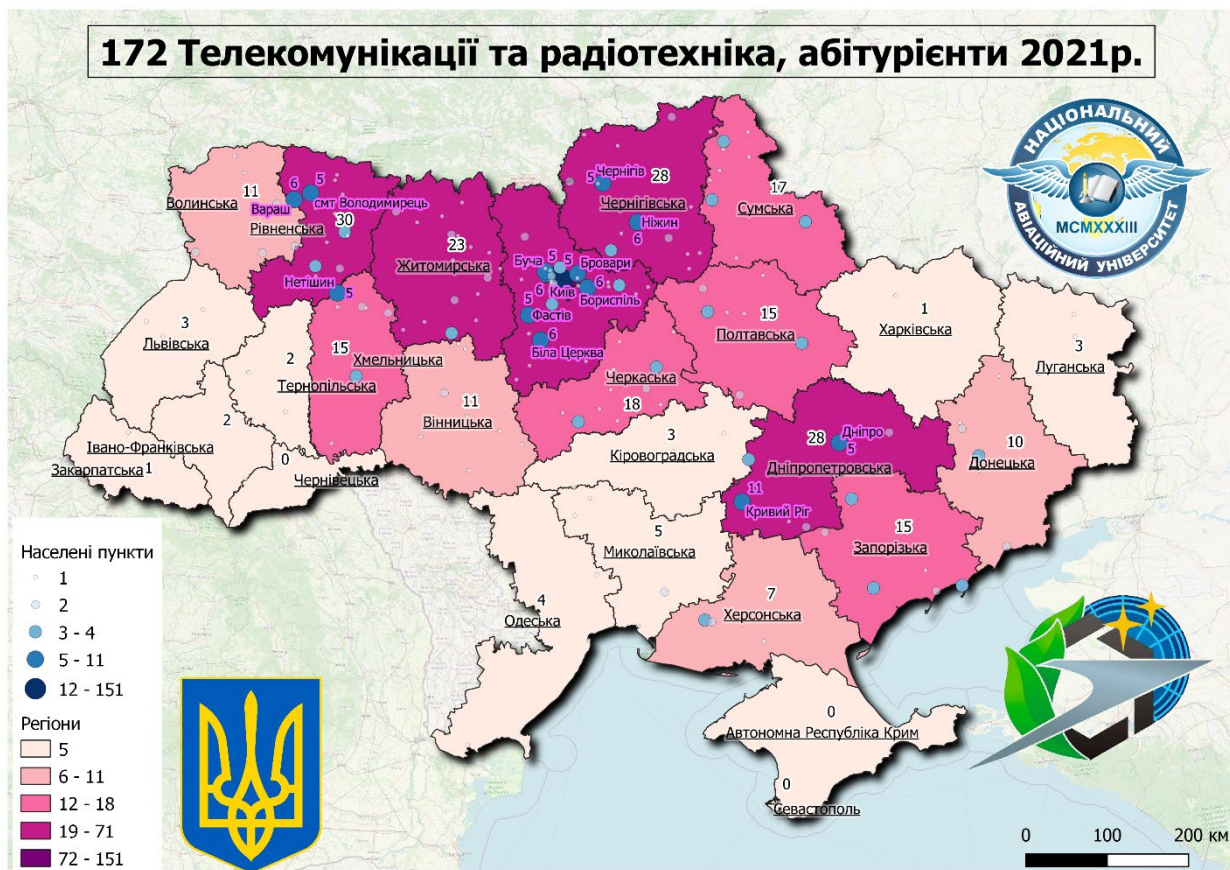 172 Телекомунікації та радіотехніка, абітурієнти 2021р.
НАЦІОНАЛЬНИЙ
АВІАЦІЙНИЙ УНІВЕРСИТЕТ
MCMXXXIII
11
Волинська
6
Вараш
5
смт Володимирець
Рівненська
30
Нетішин
5
23
Житомирська
5
Чернігів
28
Чернігівська
Ніжин
6
17
Сумська
Буча
5
5
Бровари
6
Київ
6
Бориспіль
5
Фастів
6
Біла Церква
3
Львівська
2
Тернопільська
15
Хмельницька
11
Вінницька
Черкаська
18
15
Полтавська
1
Харківська
3
Луганська
2
Івано-Франківська
Закарпатська
1
0
Чернівецька
3
Кіровоградська
28
Дніпро
5
Дніпропетровська
11
Кривий Ріг
10
Донецька
15
Запорізька
5
Миколаївська
4
Одеська
7
Херсонська
0
Автономна Республіка Крим
0
Севастополь
Населені пункти
1
2
3 - 4
5 - 11
12 - 151
Регіони
5
6 - 11
12 - 18
19 - 71
72 - 151
0 100 200 км